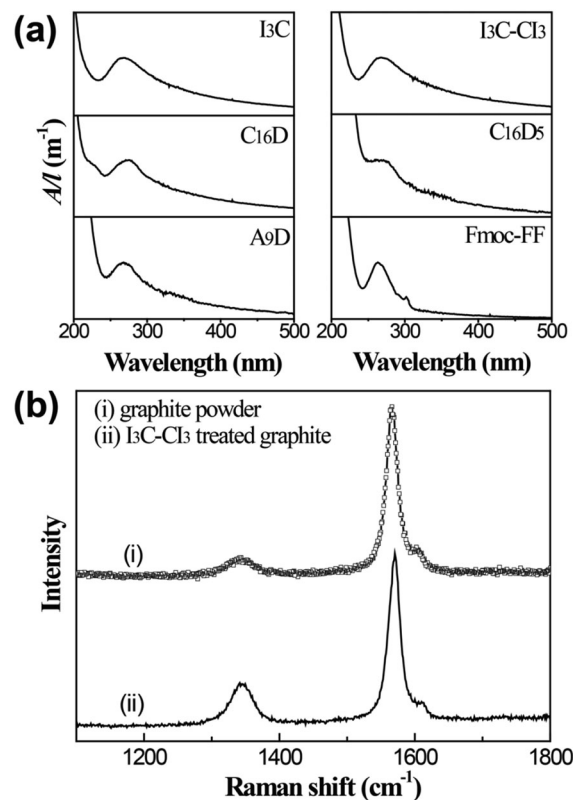 (a)
I3C
I3C-CI3
C16D
C16D5
A9D
Fmoc-FF
A/l (m-1)
200 300 400 500
200 300 400 500
Wavelength (nm)
Wavelength (nm)
(b)
(i) graphite powder
(ii) I3C-CI3 treated graphite
(i)
(ii)
Intensity
1200 1400 1600 1800
Raman shift (cm-1)